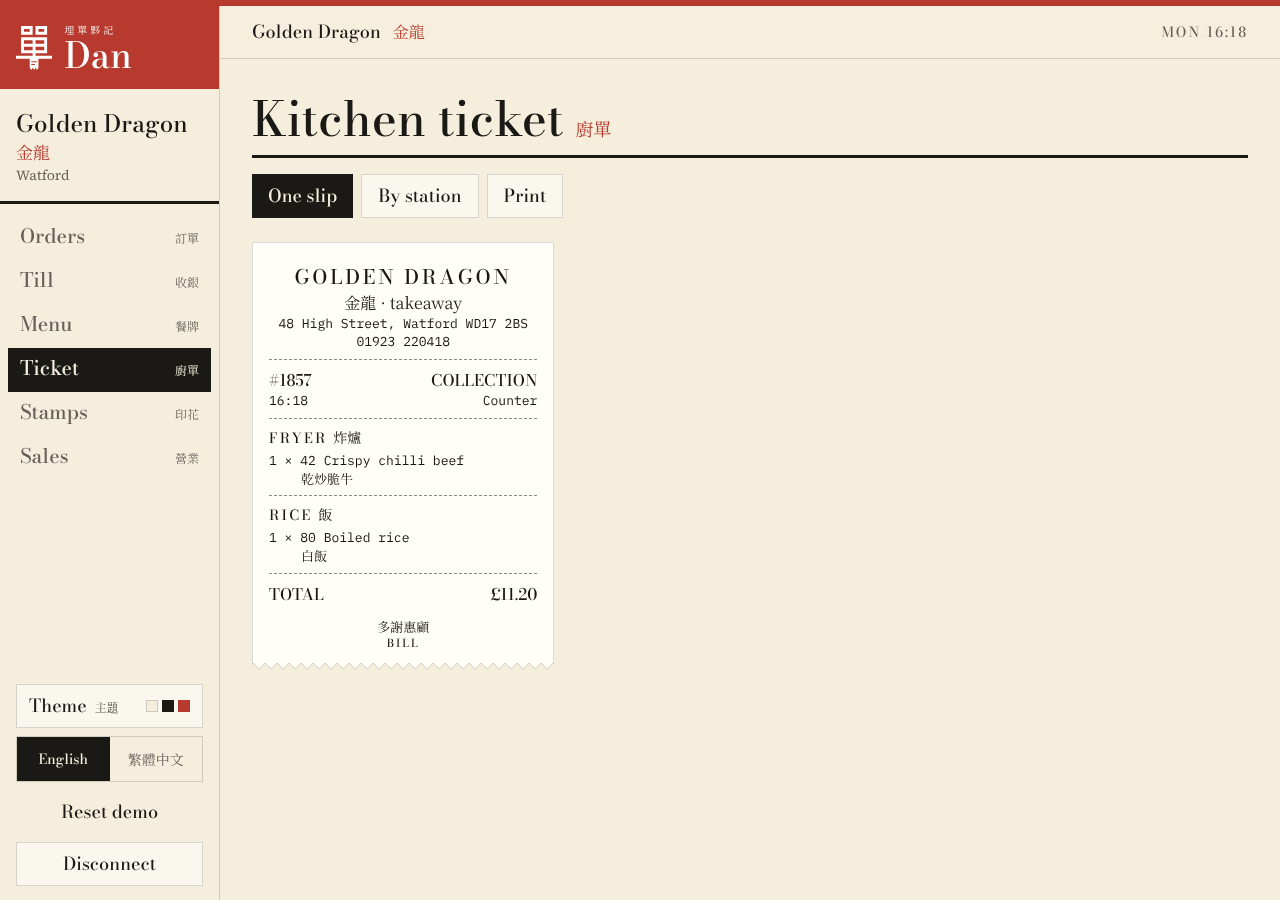 單
埋單夥記
Dan
Golden Dragon
金龍
Watford
Orders 訂單
Till 收銀
Menu 餐牌
Ticket 廚單
Stamps 印花
Sales 營業
Theme 主題
English 繁體中文
Reset demo
Disconnect
Golden Dragon 金龍
MON 16:18
Kitchen ticket 廚單
One slip By station Print
GOLDEN DRAGON
金龍 · takeaway
48 High Street, Watford WD17 2BS
01923 220418
#1857 COLLECTION
16:18 Counter
FRYER 炸爐
1 × 42 Crispy chilli beef
乾炒脆牛
RICE 飯
1 × 80 Boiled rice
白飯
TOTAL £11.20
多謝惠顧
BILL